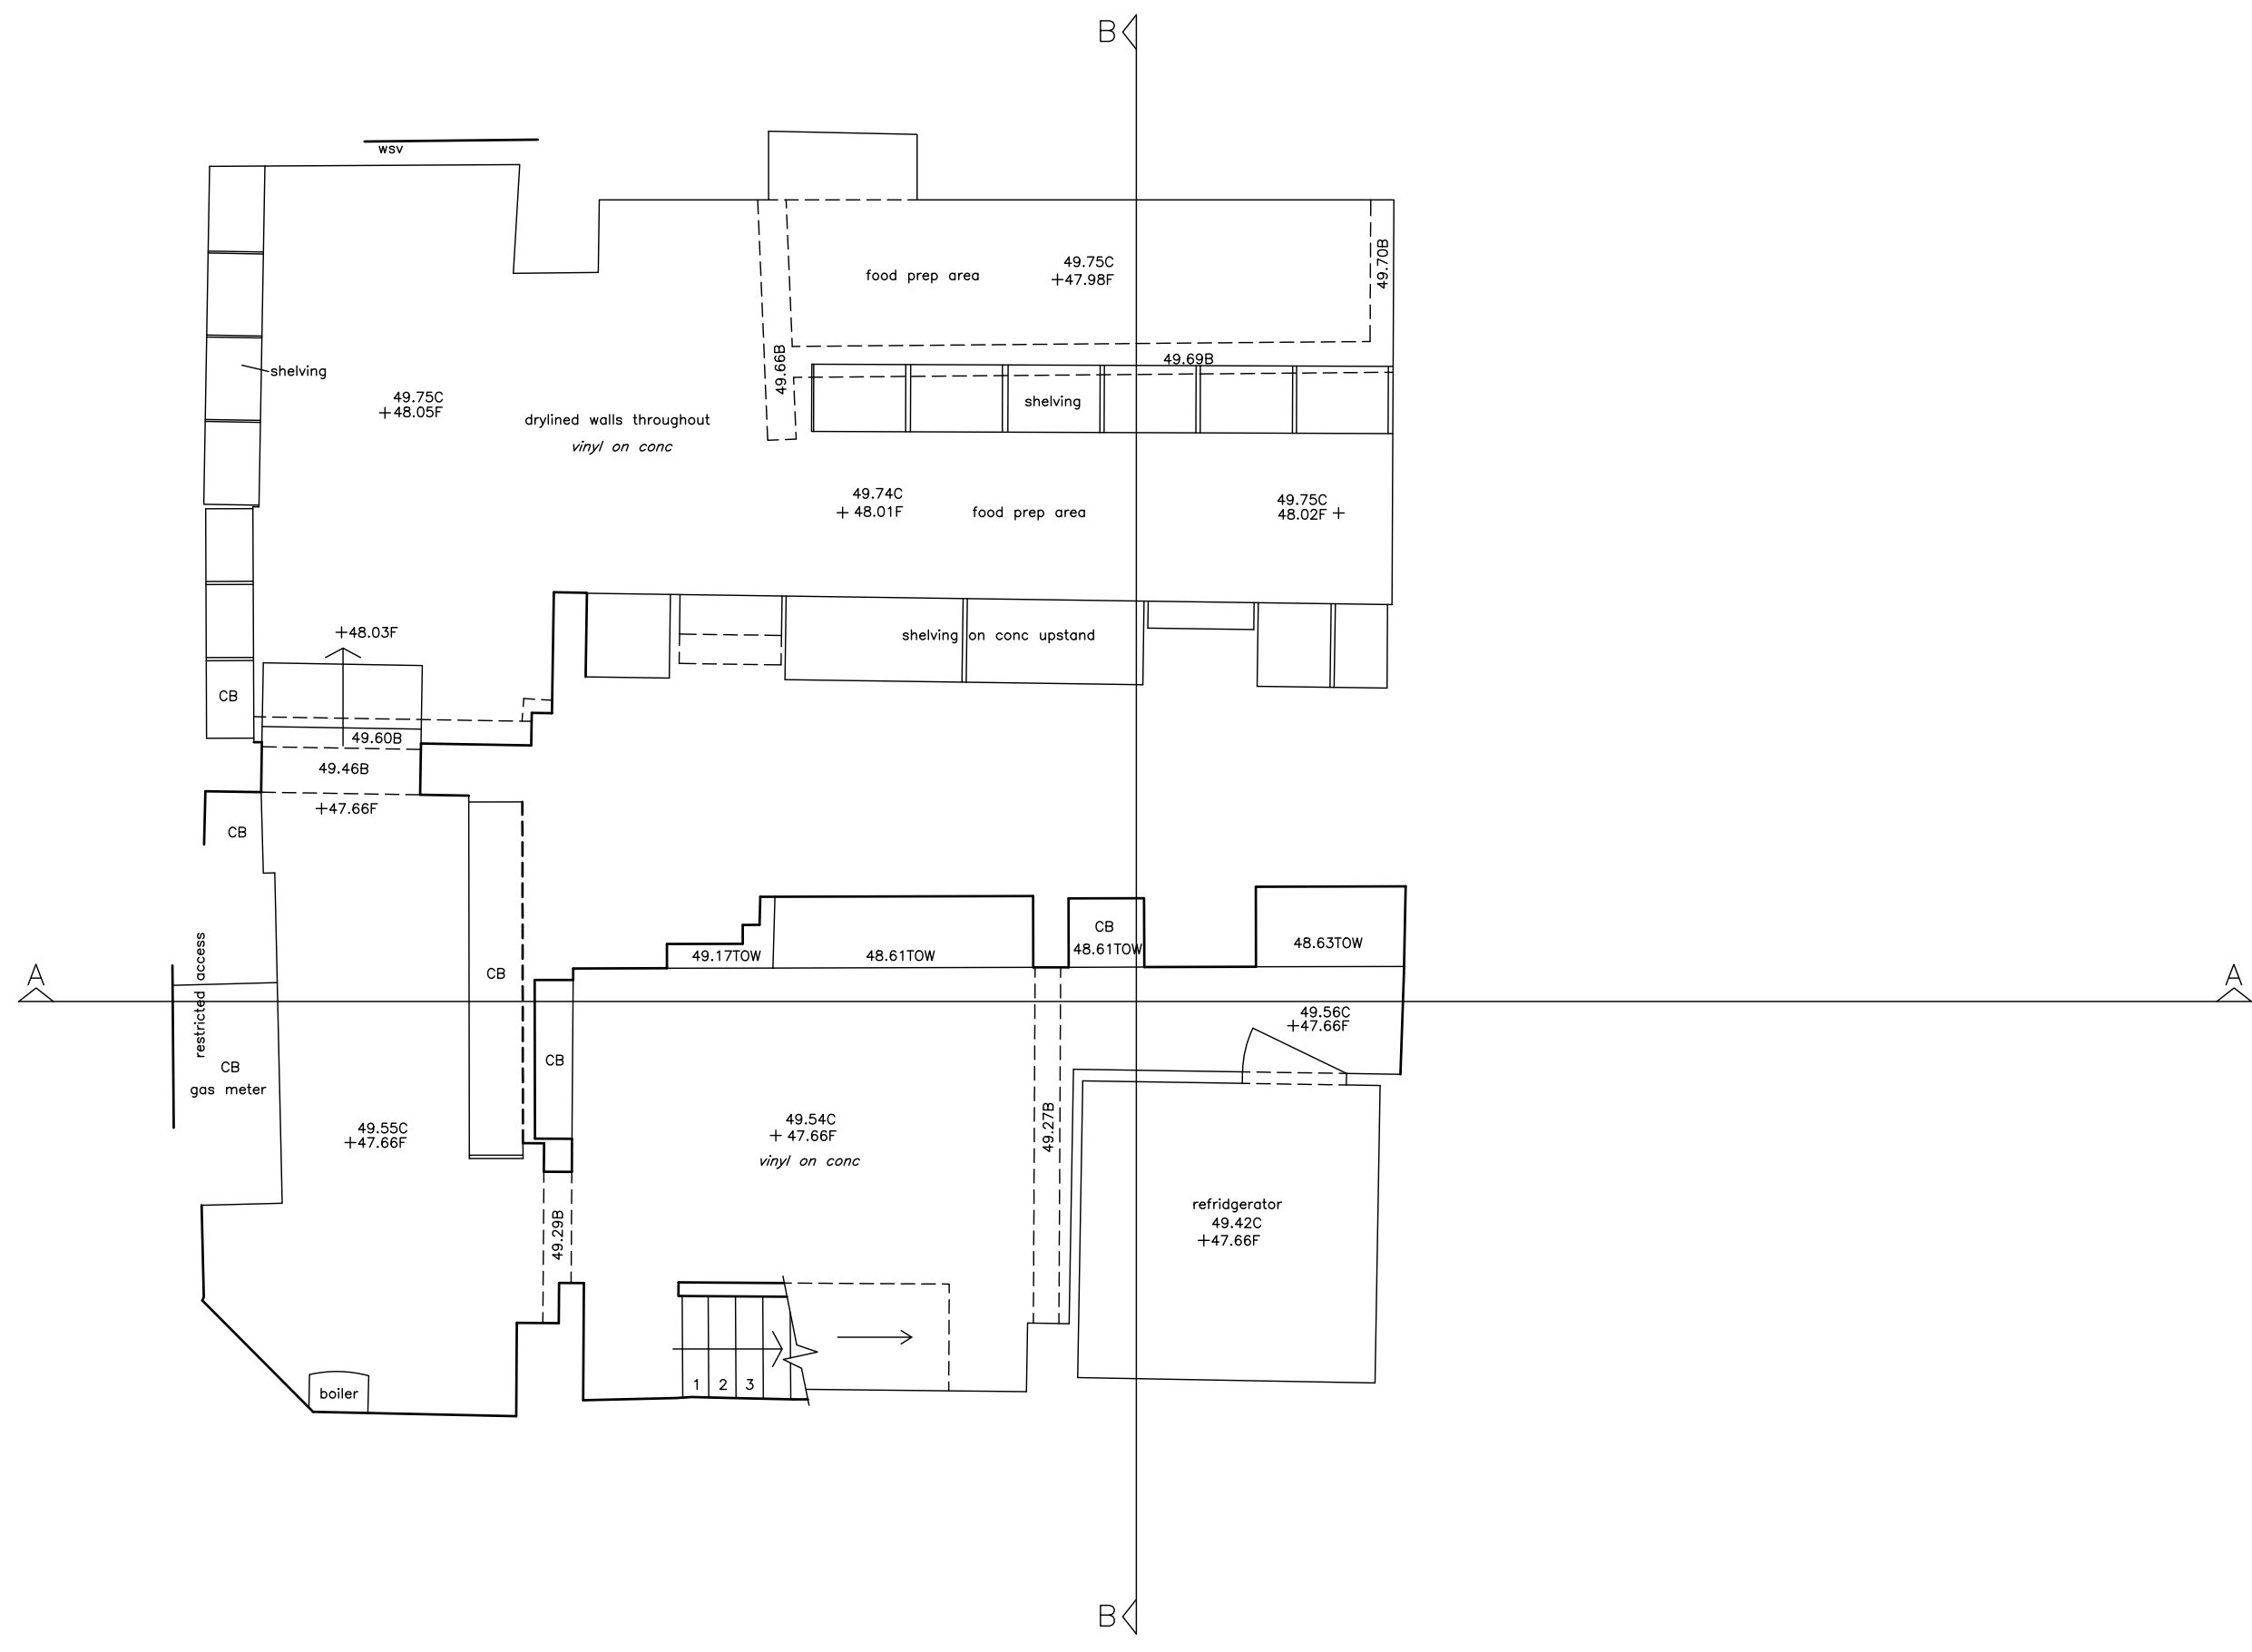 B
wsv
49.75C
+47.98F
food prep area
49.70B
49.69B
49.66B
shelving
49.75C
+48.05F
shelving
drylined walls throughout
vinyl on conc
49.74C
+48.01F
food prep area
49.75C
48.02F+
+48.03F
shelving on conc upstand
CB
49.60B
49.46B
+47.66F
CB
CB
48.61TOW
49.17TOW
48.61TOW
48.63TOW
restricted access
CB
A
A
49.56C
+47.66F
CB
CB
gas meter
49.54C
+47.66F
vinyl on conc
49.27B
49.55C
+47.66F
refridgerator
49.42C
+47.66F
49.29B
1 2 3
boiler
B